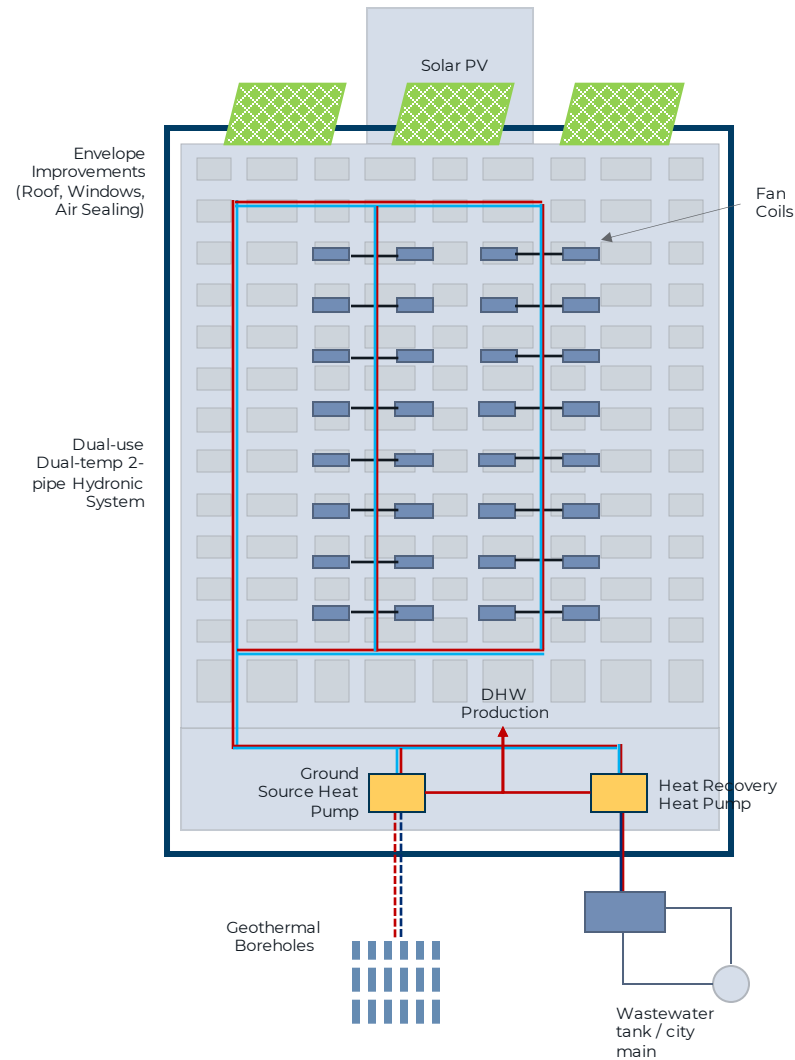 Solar PV
Envelope
Improvements
(Roof, Windows,
Air Sealing)
Fan
Coils
Dual-use
Dual-temp 2-
pipe Hydronic
System
DHW
Production
Ground
Source Heat
Pump
Heat Recovery
Heat Pump
Geothermal
Boreholes
Wastewater
tank / city
main